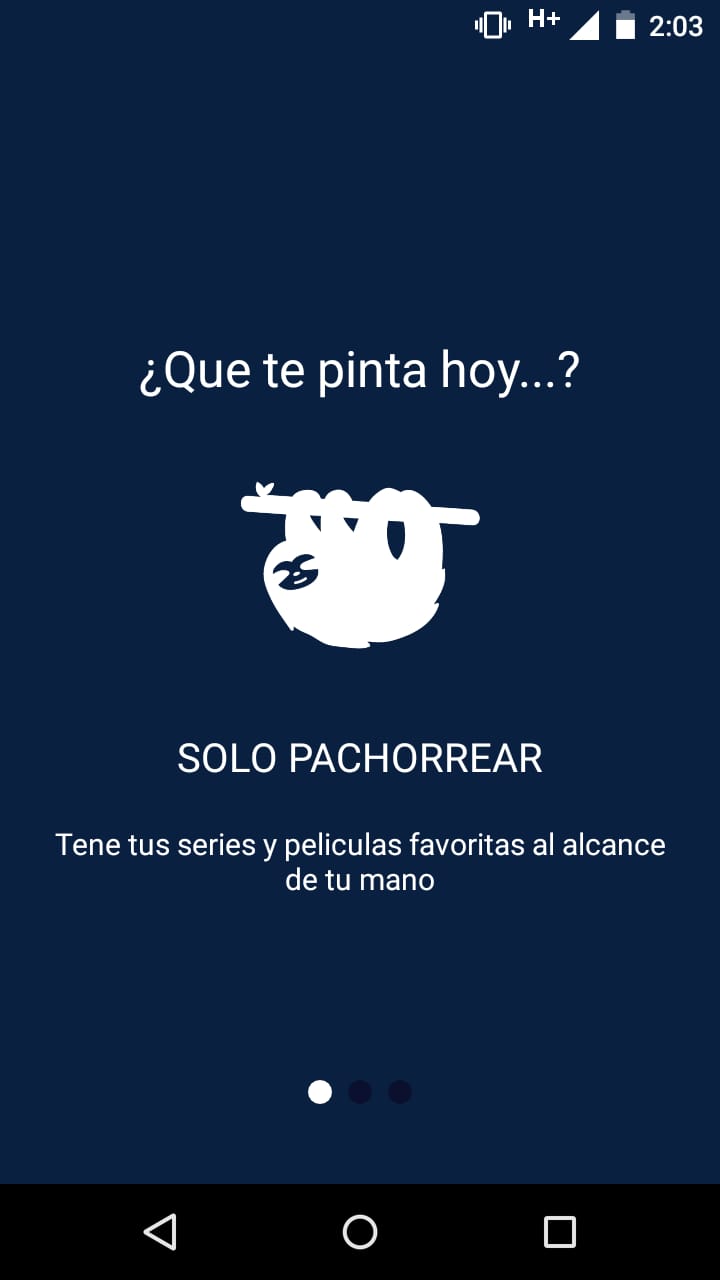 H+ 2:03
¿Que te pinta hoy...?
SOLO PACHORREAR
Tene tus series y peliculas favoritas al alcance
de tu mano